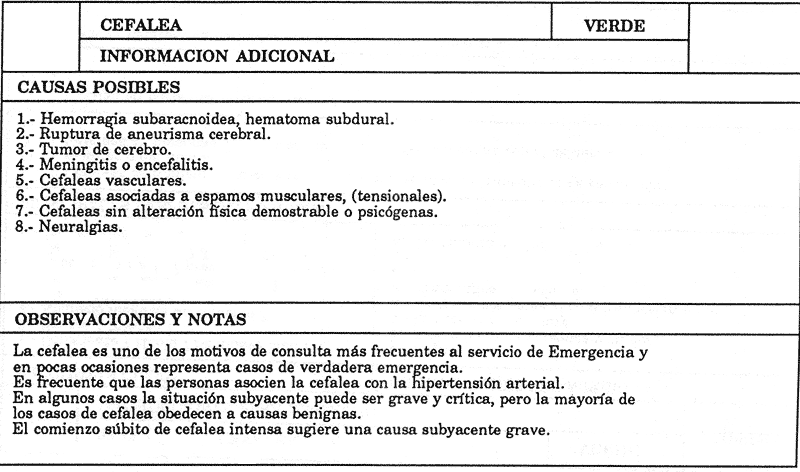 CEFALEA VERDE
INFORMACION ADICIONAL
CAUSAS POSIBLES
1.- Hemorragia subaracnoidea, hematoma subdural.
2.- Ruptura de aneurisma cerebral.
3.- Tumor de cerebro.
4.- Meningitis o encefalitis.
5.- Cefaleas vasculares.
6.- Cefaleas asociadas a espamos musculares, (tensionales).
7.- Cefaleas sin alteración física demostrable o psicógenas.
8.- Neuralgias.
OBSERVACIONES Y NOTAS
La cefalea es uno de los motivos de consulta más frecuentes al servicio de Emergencia y
en pocas ocasiones representa casos de verdadera emergencia.
Es frecuente que las personas asocien la cefalea con la hipertensión arterial.
En algunos casos la situación subyacente puede ser grave y crítica, pero la mayoría de
los casos de cefalea obedecen a causas benignas.
El comienzo súbito de cefalea intensa sugiere una causa subyacente grave.